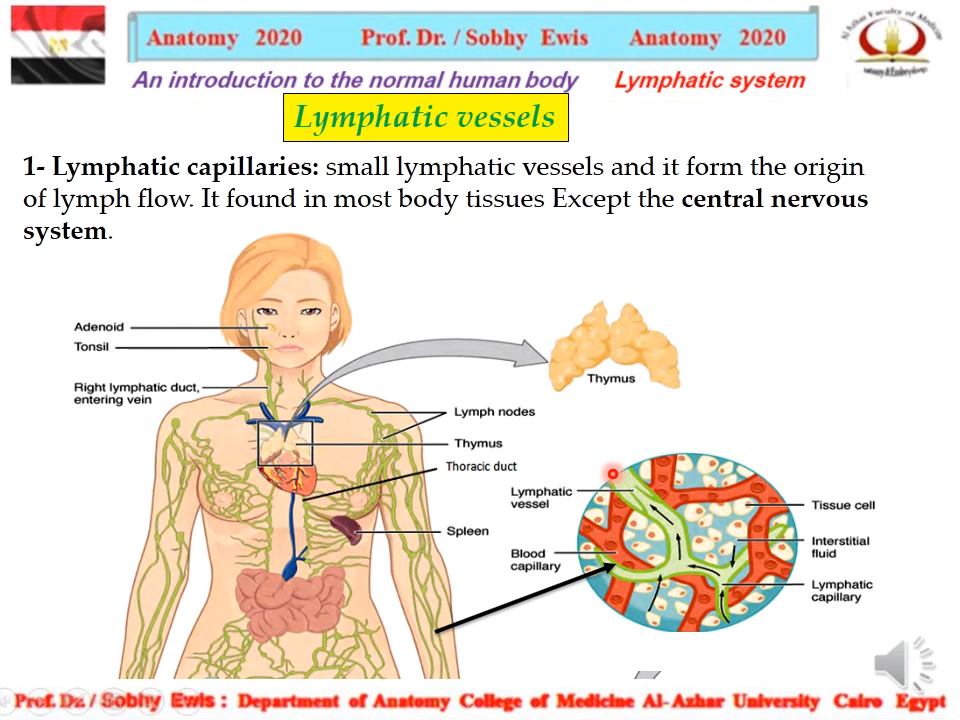 Anatomy 2020 Prof. Dr. / Sobhy Ewis Anatomy 2020
An introduction to the normal human body Lymphatic system
Lymphatic vessels
1- Lymphatic capillaries: small lymphatic vessels and it form the origin
of lymph flow. It found in most body tissues Except the central nervous
system.
Adenoid
Tonsil
Right lymphatic duct,
entering vein
Thymus
Lymph nodes
Thymus
Thoracic duct
Spleen
Lymphatic
vessel
Blood
capillary
Tissue cell
Interstitial
fluid
Lymphatic
capillary
Prof. Dr. / Sobhy Ewis : Department of Anatomy College of Medicine Al-Azhar University Cairo Egypt